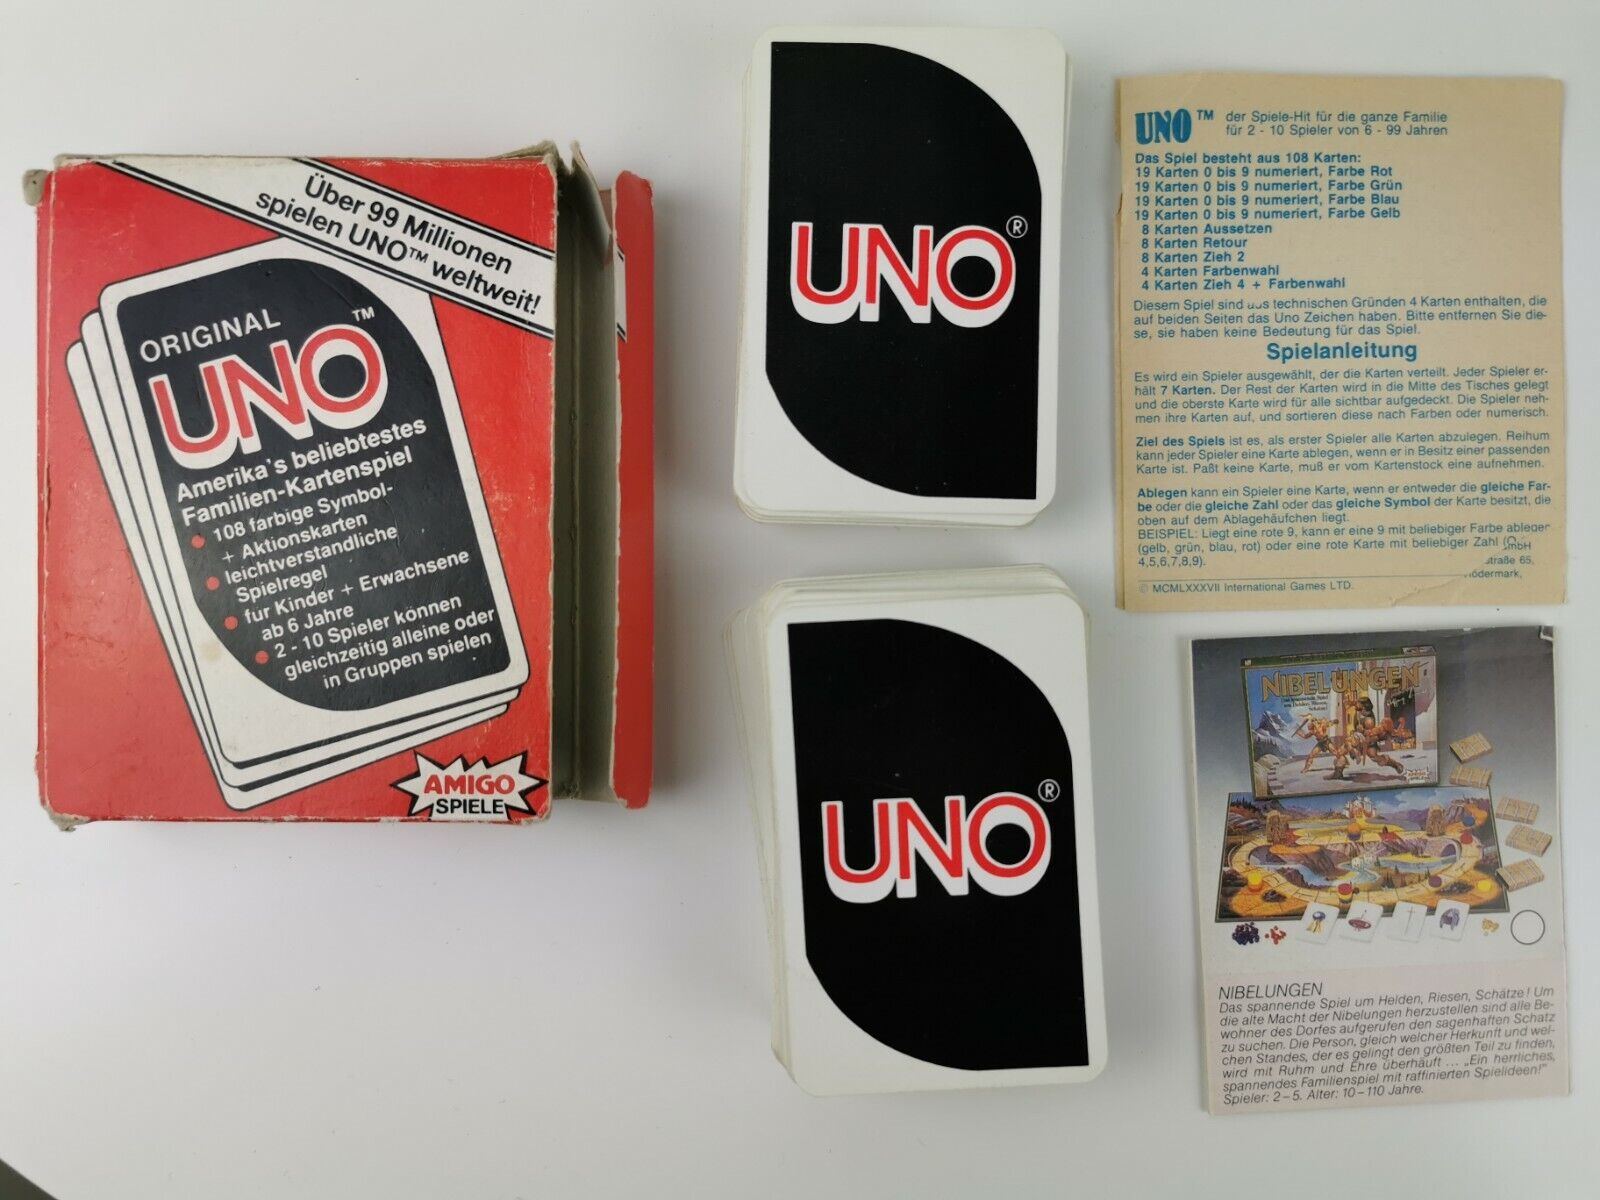 Über 99 Millionen
spielen UNO™ weltweit!
ORIGINAL
UNO™
Amerika's beliebtestes
Familien-Kartenspiel
108 farbige Symbol-
+ Aktionskarten
leichtverständliche
Spielregel
für Kinder + Erwachsene
ab 6 Jahre
2 - 10 Spieler können
gleichzeitig alleine oder
in Gruppen spielen
AMIGO
SPIELE
UNO®
UNO®
UNO™ der Spiele-Hit für die ganze Familie
für 2 - 10 Spieler von 6 - 99 Jahren
Das Spiel besteht aus 108 Karten:
19 Karten 0 bis 9 numeriert, Farbe Rot
19 Karten 0 bis 9 numeriert, Farbe Grün
19 Karten 0 bis 9 numeriert, Farbe Blau
19 Karten 0 bis 9 numeriert, Farbe Gelb
8 Karten Aussetzen
8 Karten Retour
8 Karten Zieh 2
4 Karten Farbenwahl
4 Karten Zieh 4 + Farbenwahl
Diesem Spiel sind aus technischen Gründen 4 Karten enthalten, die
auf beiden Seiten das Uno Zeichen haben. Bitte entfernen Sie die-
se, sie haben keine Bedeutung für das Spiel.
Spielanleitung
Es wird ein Spieler ausgewählt, der die Karten verteilt. Jeder Spieler er-
hält 7 Karten. Der Rest der Karten wird in die Mitte des Tisches gelegt
und die oberste Karte wird für alle sichtbar aufgedeckt. Die Spieler neh-
men ihre Karten auf, und sortieren diese nach Farben oder numerisch.
Ziel des Spiels ist es, als erster Spieler alle Karten abzulegen. Reihum
kann jeder Spieler eine Karte ablegen, wenn er in Besitz einer passenden
Karte ist. Paßt keine Karte, muß er vom Kartenstock eine aufnehmen.
Ablegen kann ein Spieler eine Karte, wenn er entweder die gleiche Far-
be oder die gleiche Zahl oder das gleiche Symbol der Karte besitzt, die
oben auf dem Ablagehäufchen liegt.
BEISPIEL: Liegt eine rote 9, kann er eine 9 mit beliebiger Farbe ablegen
(gelb, grün, blau, rot) oder eine rote Karte mit beliebiger Zahl
mbH
4,5,6,7,8,9).
straße 65,
ödermark,
© MCMLXXXVII International Games LTD.
NIBELUNGEN
AMIGO
SPIELE
NIBELUNGEN
Das spannende Spiel um Helden, Riesen, Schätze! Um
die alte Macht der Nibelungen herzustellen sind alle Be-
wohner des Dorfes aufgerufen den sagenhaften Schatz
zu suchen. Die Person, gleich welcher Herkunft und wel-
chen Standes, der es gelingt den größten Teil zu finden,
wird mit Ruhm und Ehre überhäuft ... „Ein herrliches,
spannendes Familienspiel mit raffinierten Spielideen!"
Spieler: 2–5. Alter: 10–110 Jahre.